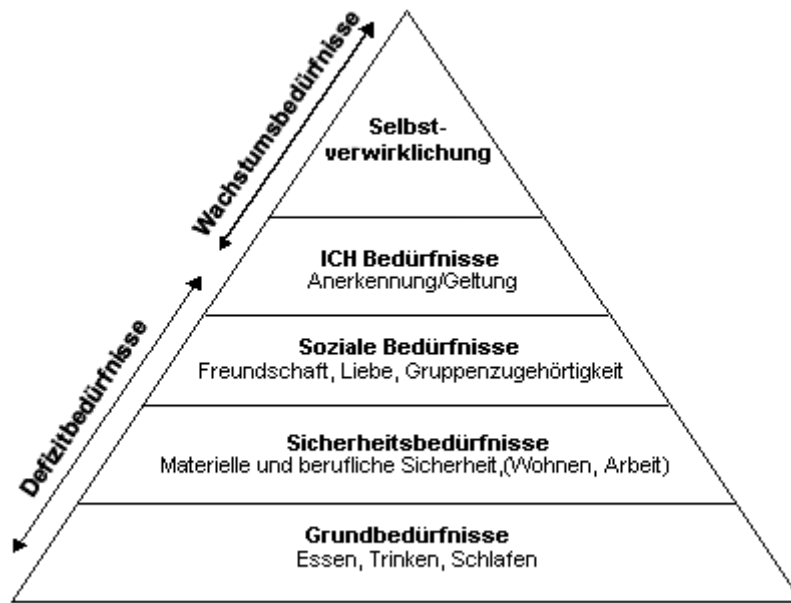 Wachstumsbedürfnisse
Defizitbedürfnisse
Selbst-
verwirklichung
ICH Bedürfnisse
Anerkennung/Geltung
Soziale Bedürfnisse
Freundschaft, Liebe, Gruppenzugehörtigkeit
Sicherheitsbedürfnisse
Materielle und berufliche Sicherheit,(Wohnen, Arbeit)
Grundbedürfnisse
Essen, Trinken, Schlafen